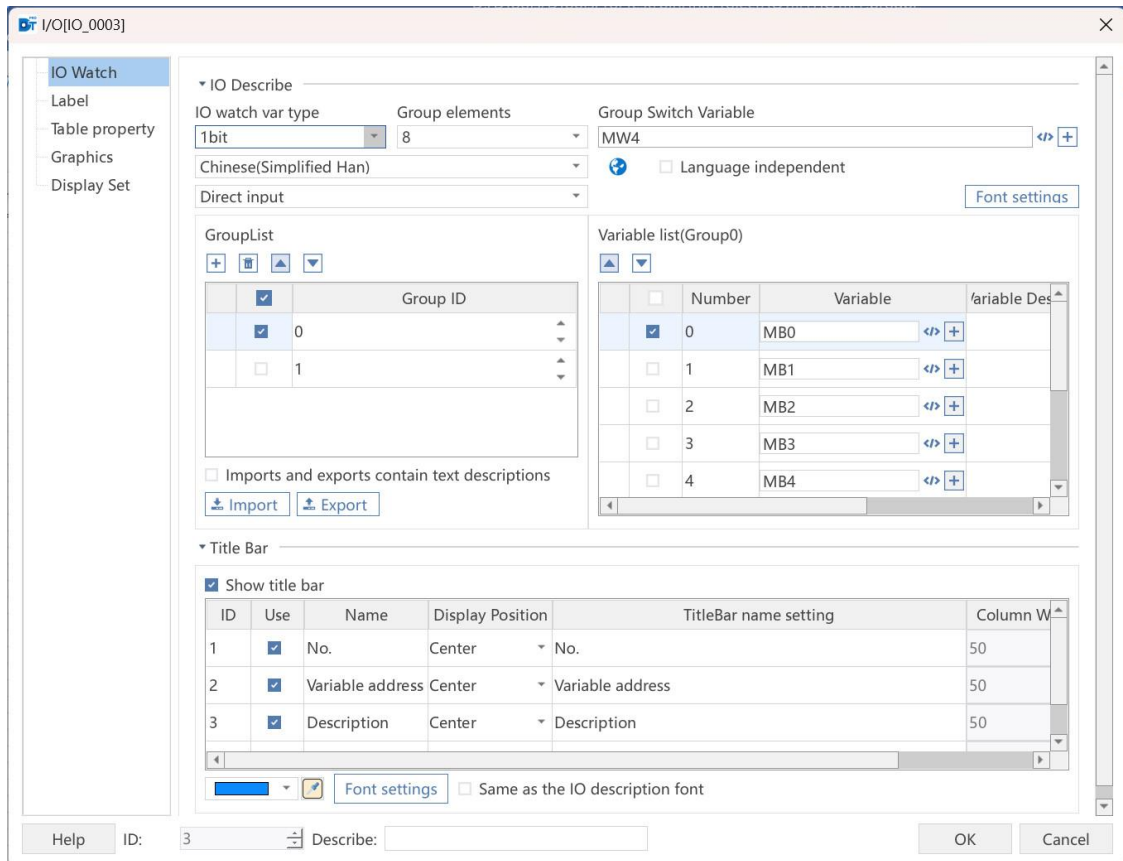 I/O[IO_0003]
IO Watch
Label
Table property
Graphics
Display Set
IO Describe
IO watch var type Group elements Group Switch Variable
1bit 8 MW4
Chinese(Simplified Han) Language independent
Direct input Font settings
GroupList
Group ID
0
1
Imports and exports contain text descriptions
Import Export
Variable list(Group0)
Number Variable Variable Des
0 MB0
1 MB1
2 MB2
3 MB3
4 MB4
Title Bar
Show title bar
ID Use Name Display Position TitleBar name setting Column W
1 No. Center No. 50
2 Variable address Center Variable address 50
3 Description Center Description 50
Font settings Same as the IO description font
Help ID: 3 Describe: OK Cancel